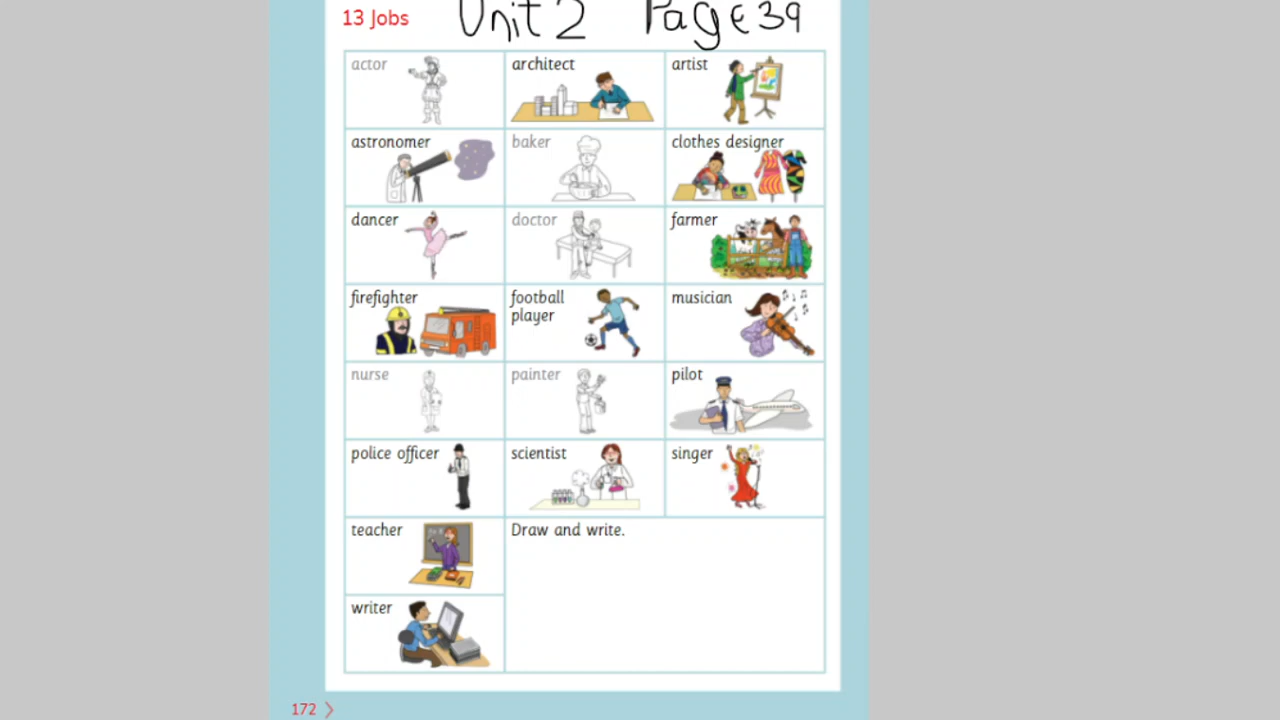 13 Jobs Unit 2 Page 39
actor architect artist
astronomer baker clothes designer
dancer doctor farmer
firefighter football player musician
nurse painter pilot
police officer scientist singer
teacher Draw and write.
writer
172